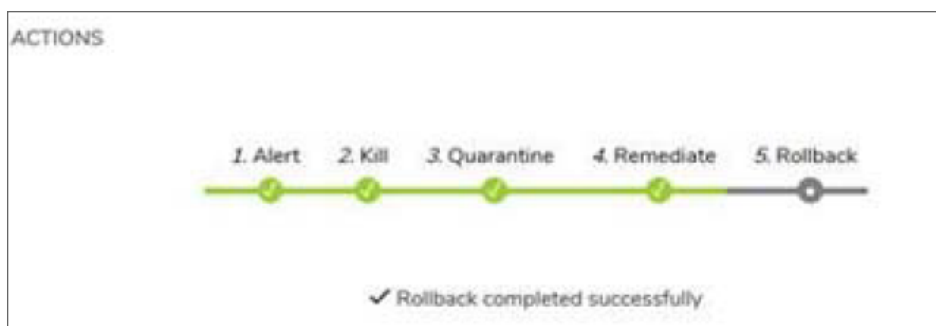 ACTIONS
1. Alert 2. Kill 3. Quarantine 4. Remediate 5. Rollback
✓ Rollback completed successfully